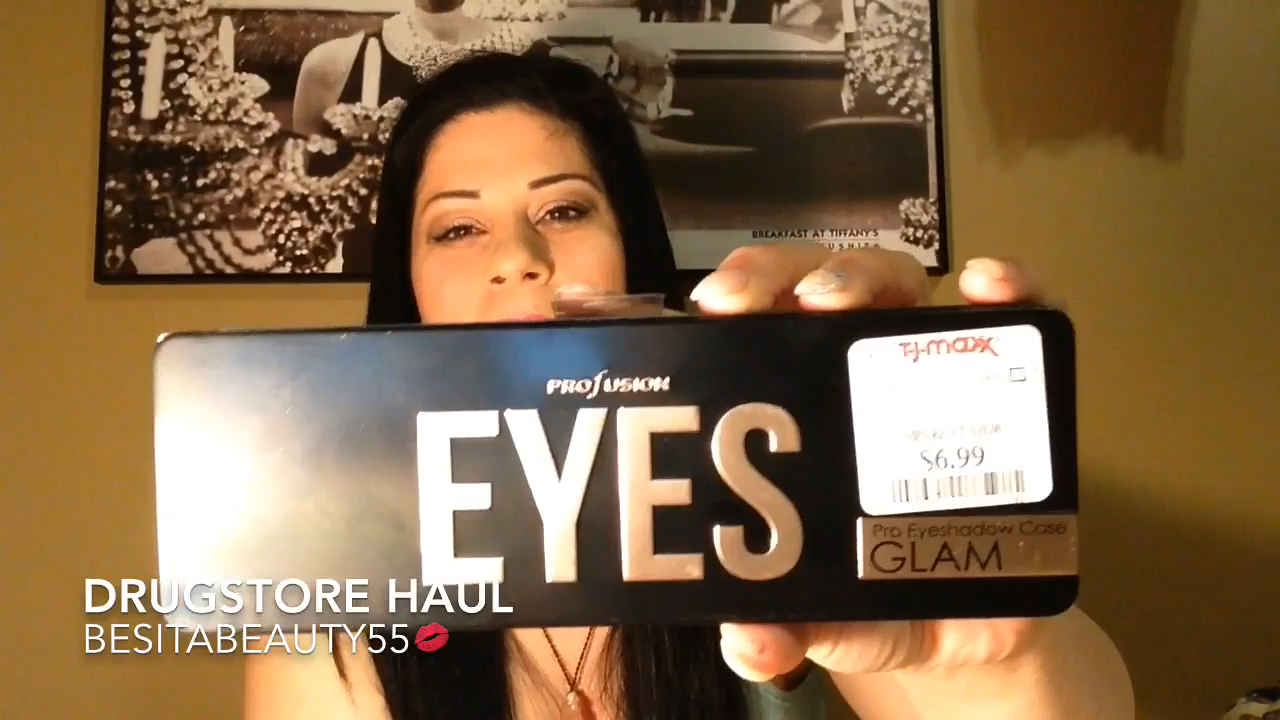 BREAKFAST AT TIFFANY'S
T•J•maxx
$6.99
PROFUSION
EYES
Pro Eyeshadow Case
GLAM
DRUGSTORE HAUL
BESITABEAUTY55💋